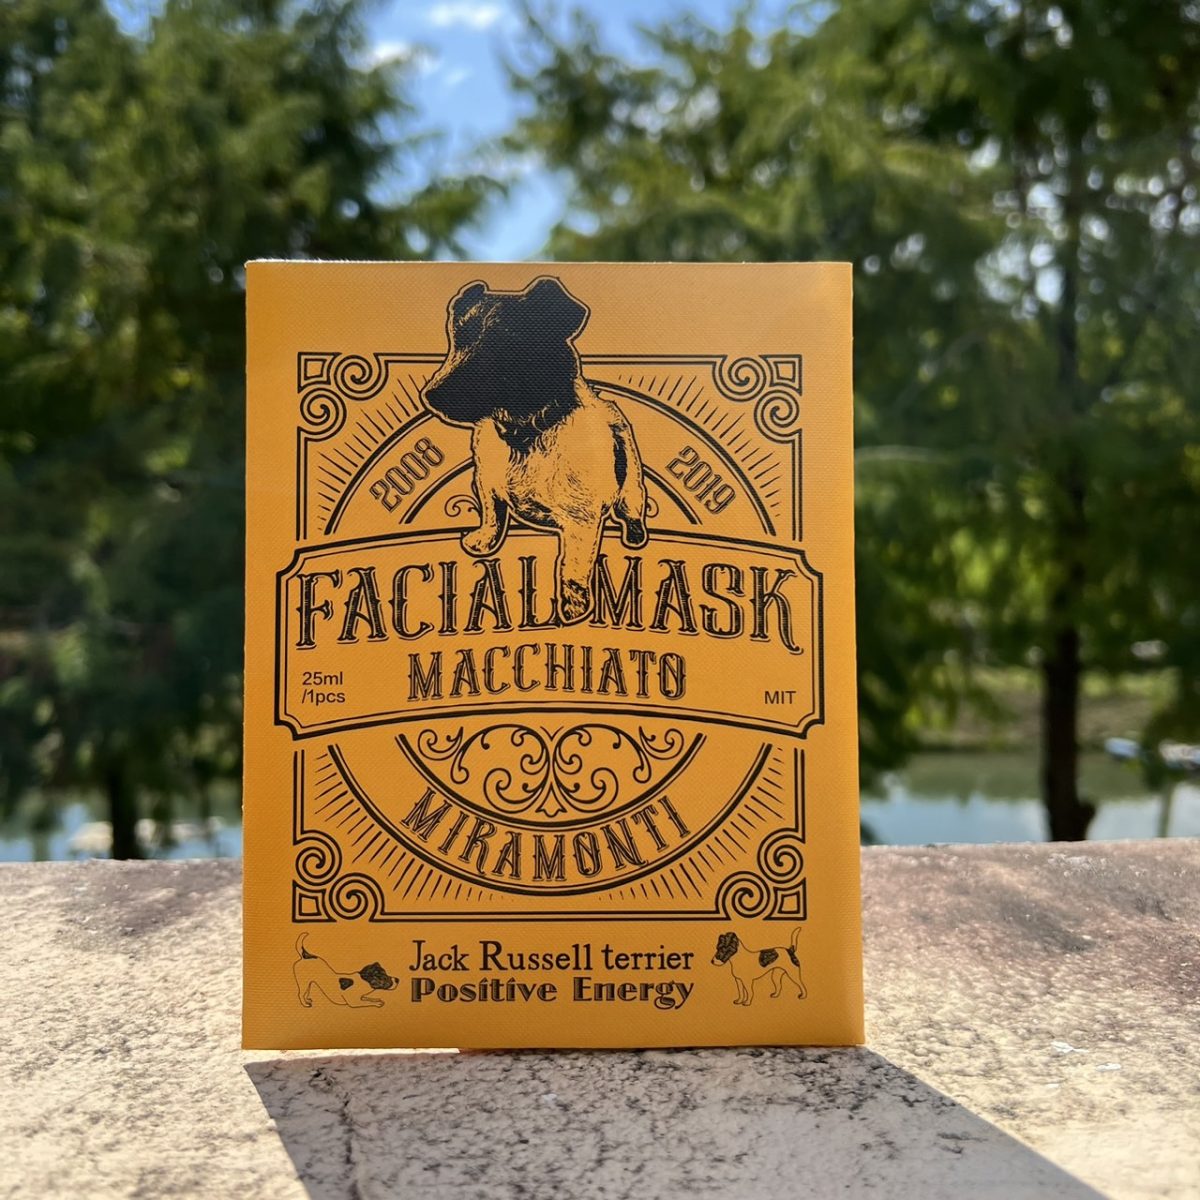 2008
2019
FACIAL MASK
MACCHIATO
25ml
/1pcs
MIT
MIRAMONTI
Jack Russell terrier
Positive Energy